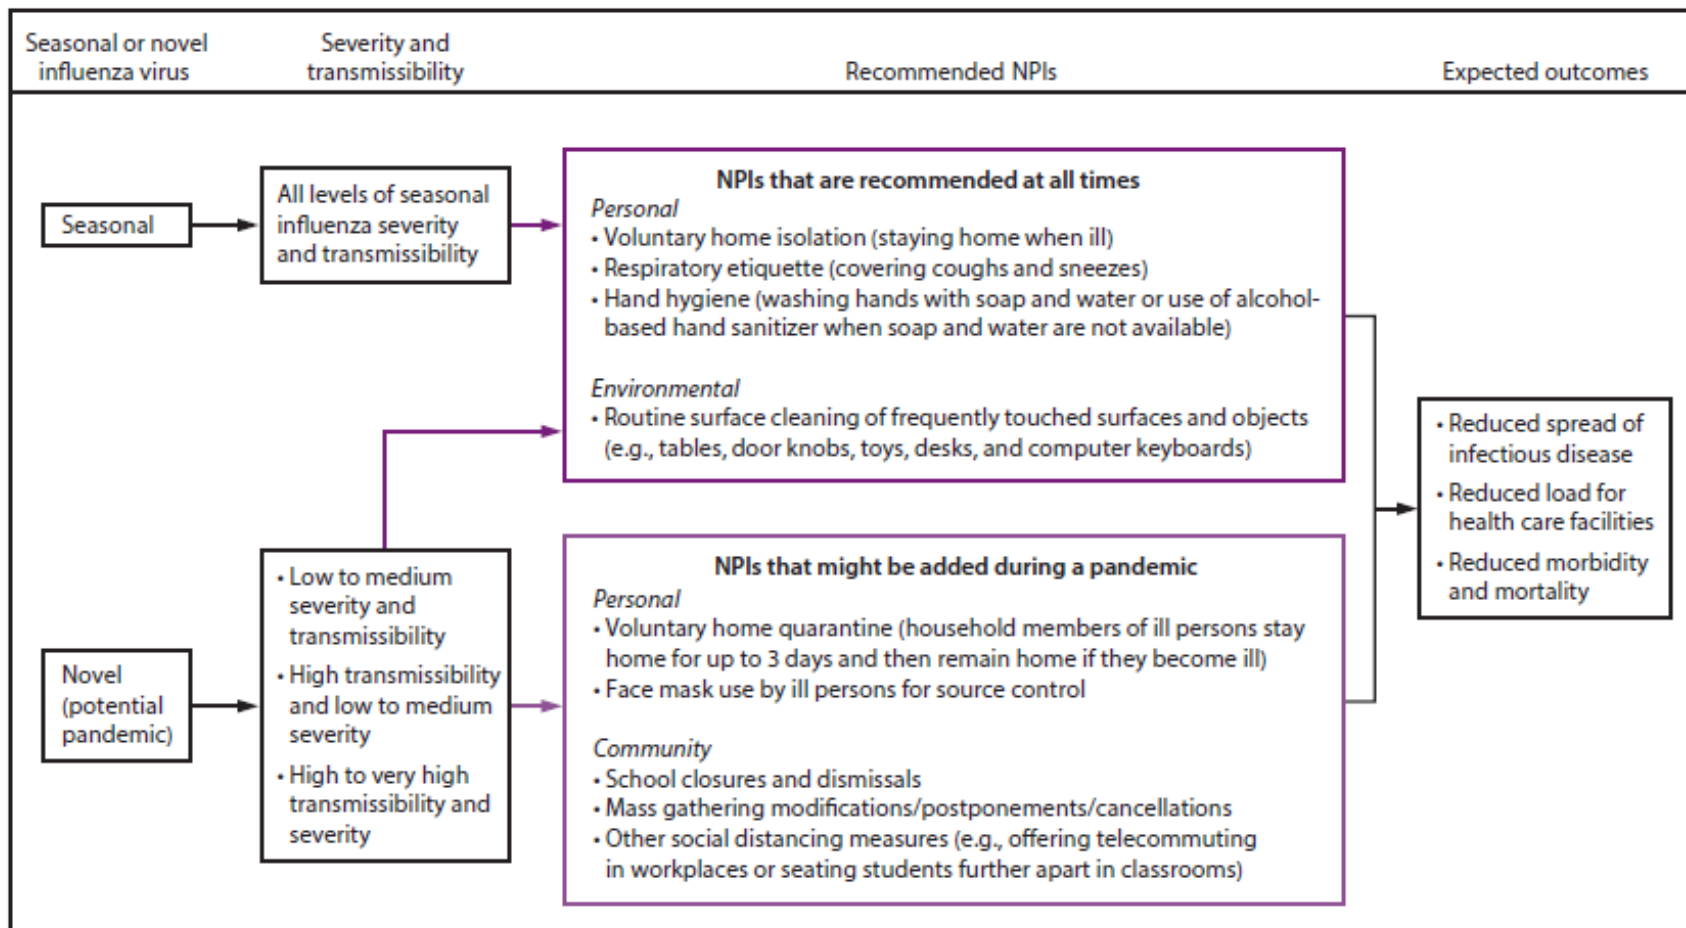 Seasonal or novel
influenza virus
Severity and
transmissibility
Recommended NPIs
Expected outcomes
Seasonal
All levels of seasonal
influenza severity
and transmissibility
NPIs that are recommended at all times
Personal
• Voluntary home isolation (staying home when ill)
• Respiratory etiquette (covering coughs and sneezes)
• Hand hygiene (washing hands with soap and water or use of alcohol-
based hand sanitizer when soap and water are not available)
Environmental
• Routine surface cleaning of frequently touched surfaces and objects
(e.g., tables, door knobs, toys, desks, and computer keyboards)
Novel
(potential
pandemic)
• Low to medium
severity and
transmissibility
• High transmissibility
and low to medium
severity
• High to very high
transmissibility and
severity
NPIs that might be added during a pandemic
Personal
• Voluntary home quarantine (household members of ill persons stay
home for up to 3 days and then remain home if they become ill)
• Face mask use by ill persons for source control
Community
• School closures and dismissals
• Mass gathering modifications/postponements/cancellations
• Other social distancing measures (e.g., offering telecommuting
in workplaces or seating students further apart in classrooms)
• Reduced spread of
infectious disease
• Reduced load for
health care facilities
• Reduced morbidity
and mortality